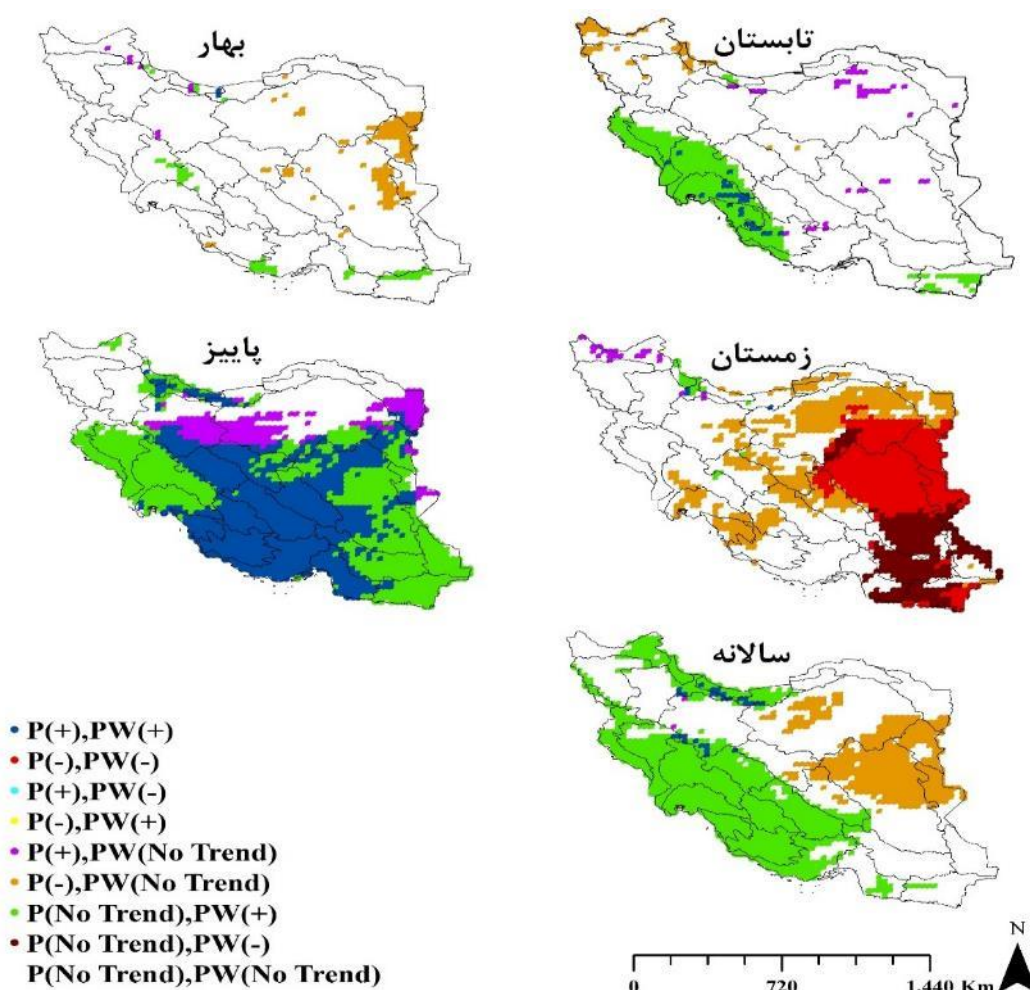 بهار
تابستان
پاییز
زمستان
سالانه
P(+),PW(+)
P(-),PW(-)
P(+),PW(-)
P(-),PW(+)
P(+),PW(No Trend)
P(-),PW(No Trend)
P(No Trend),PW(+)
P(No Trend),PW(-)
P(No Trend),PW(No Trend)
N
0 720 1,440 Km